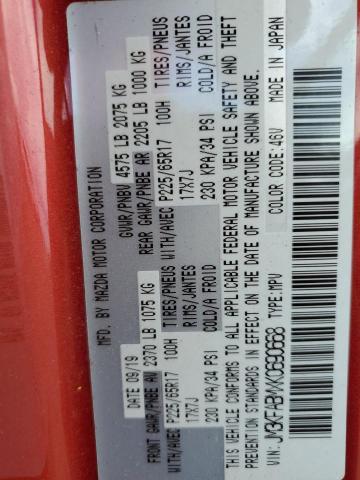 MFD. BY MAZDA MOTOR CORPORATION
DATE 09/19 GVWR/PNBV 4575 LB 2075 KG
FRONT GAWR/PNBE AV 2370 LB 1075 KG REAR GAWR/PNBE AR 2205 LB 1000 KG
TIRES/PNEUS TIRES/PNEUS
WITH/AVEC P225/65R17 100H WITH/AVEC P225/65R17 100H
RIMS/JANTES RIMS/JANTES
17X7J 17X7J
COLD/A FROID COLD/A FROID
230 KPA/34 PSI 230 KPA/34 PSI
THIS VEHICLE CONFORMS TO ALL APPLICABLE FEDERAL MOTOR VEHICLE SAFETY AND THEFT
PREVENTION STANDARDS IN EFFECT ON THE DATE OF MANUFACTURE SHOWN ABOVE.
VIN: TYPE:MPV COLOR CODE:46V MADE IN JAPAN